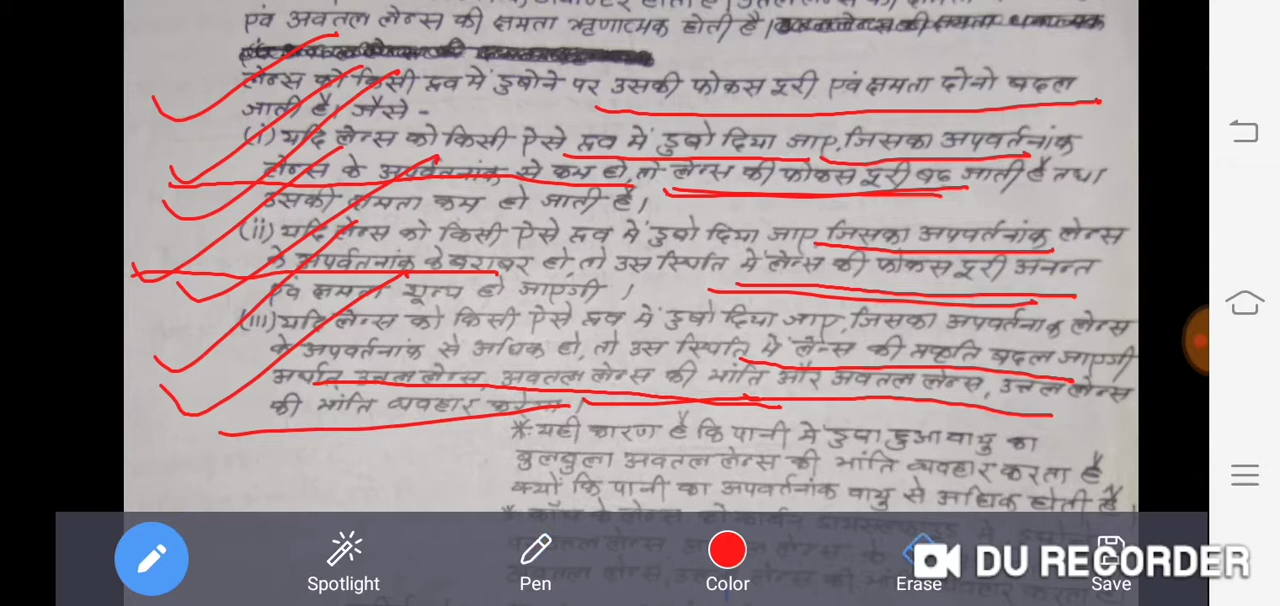 एवं अवतल लेन्स की क्षमता ऋणात्मक होती है।
लेन्स को किसी द्रव में डुबोने पर उसकी फोकस दूरी एवं क्षमता दोनो बदल
जाती है। जैसे -
(i) यदि लेन्स को किसी ऐसे द्रव में डुबो दिया जाए, जिसका अपवर्तनांक
लेन्स के अपवर्तनांक से कम हो, तो लेन्स की फोकस दूरी बढ़ जाती है तथा
उसकी क्षमता कम हो जाती है।
(ii) यदि लेन्स को किसी ऐसे द्रव में डुबो दिया जाए जिसका अपवर्तनांक लेन्स
के अपवर्तनांक के बराबर हो तो उस स्थिति में लेन्स की फोकस दूरी अनन्त
एवं क्षमता शून्य हो जाएगी ।
(iii) यदि लेन्स को किसी ऐसे द्रव में डुबो दिया जाए, जिसका अपवर्तनांक लेन्स
के अपवर्तनांक से अधिक हो, तो उस स्थिति में लेन्स की प्रकृति बदल जाएगी
अर्थात उत्तल लेन्स, अवतल लेन्स की भांति और अवतल लेन्स, उत्तल लेन्स
की भांति व्यवहार करेगा।
* यही कारण है कि पानी में डुबा हुआ वायु का
बुलबुला अवतल लेन्स की भांति व्यवहार करता है
क्यों कि पानी का अपवर्तनांक वायु से अधिक होती है।
Spotlight
Pen
Color
Erase
Save
DU RECORDER